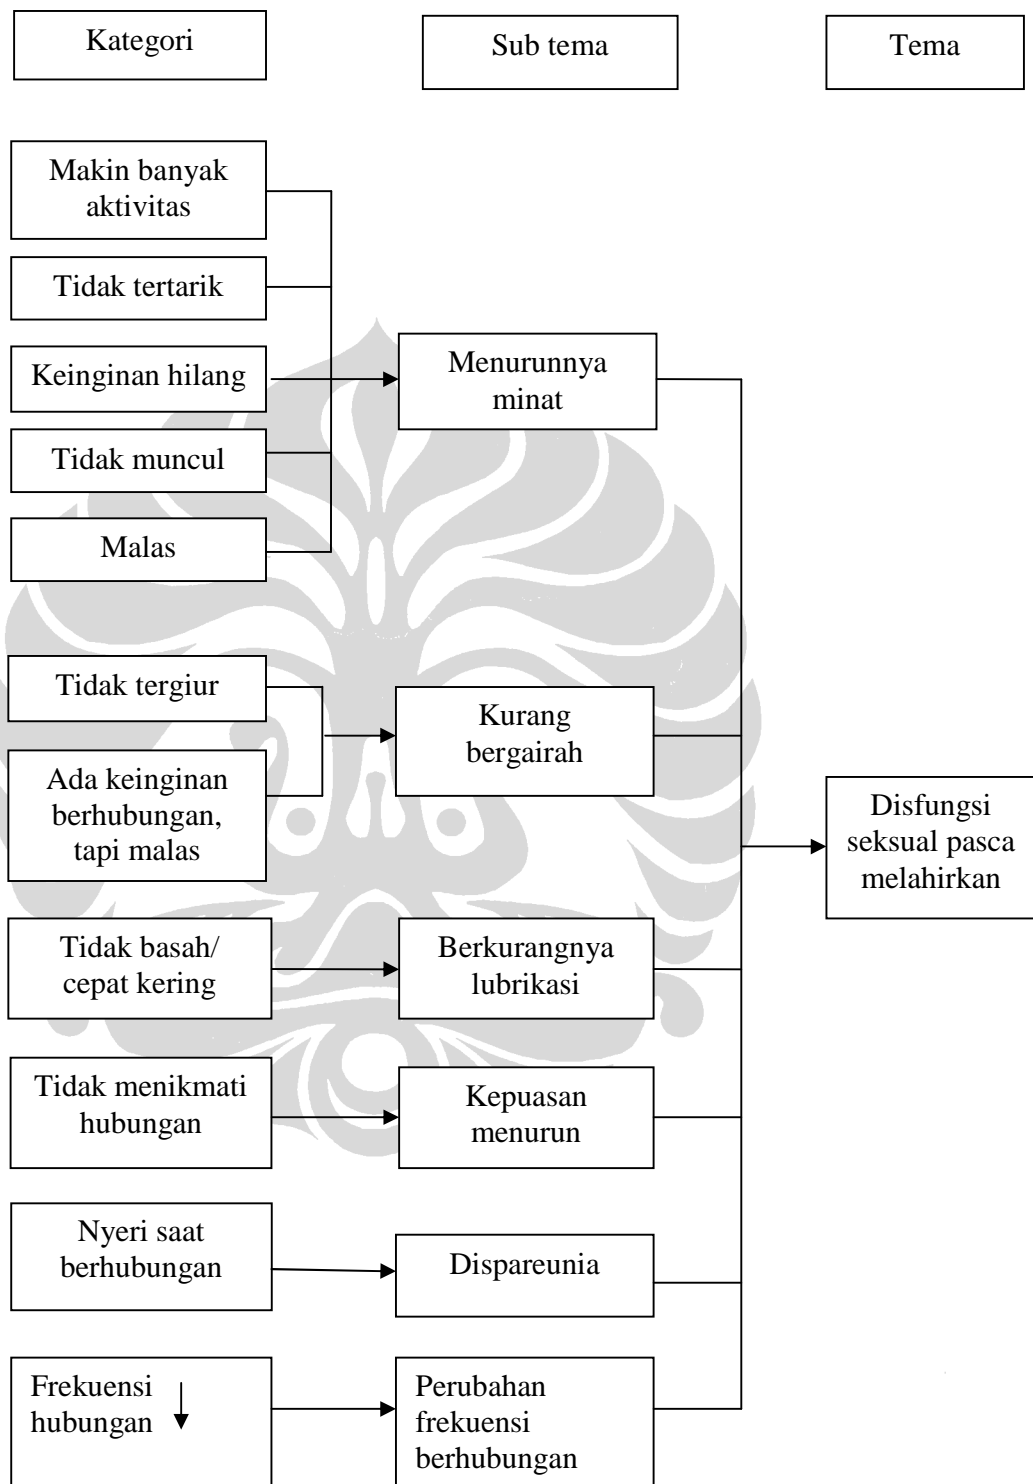 Kategori
Sub tema
Tema
Makin banyak
aktivitas
Tidak tertarik
Keinginan hilang
Tidak muncul
Malas
Menurunnya
minat
Tidak tergiur
Ada keinginan
berhubungan,
tapi malas
Kurang
bergairah
Disfungsi
seksual pasca
melahirkan
Tidak basah/
cepat kering
Berkurangnya
lubrikasi
Tidak menikmati
hubungan
Kepuasan
menurun
Nyeri saat
berhubungan
Dispareunia
Frekuensi
hubungan ↓
Perubahan
frekuensi
berhubungan